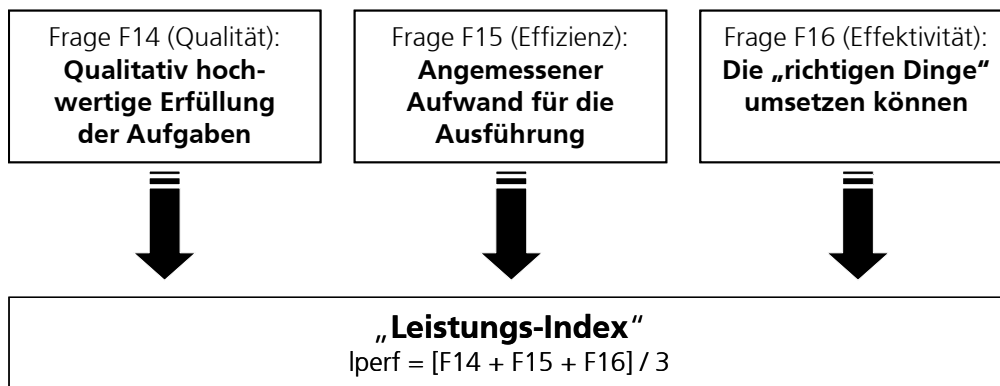 Frage F14 (Qualität):
Qualitativ hoch-
wertige Erfüllung
der Aufgaben
Frage F15 (Effizienz):
Angemessener
Aufwand für die
Ausführung
Frage F16 (Effektivität):
Die „richtigen Dinge“
umsetzen können
„Leistungs-Index“
Iperf = [F14 + F15 + F16] / 3